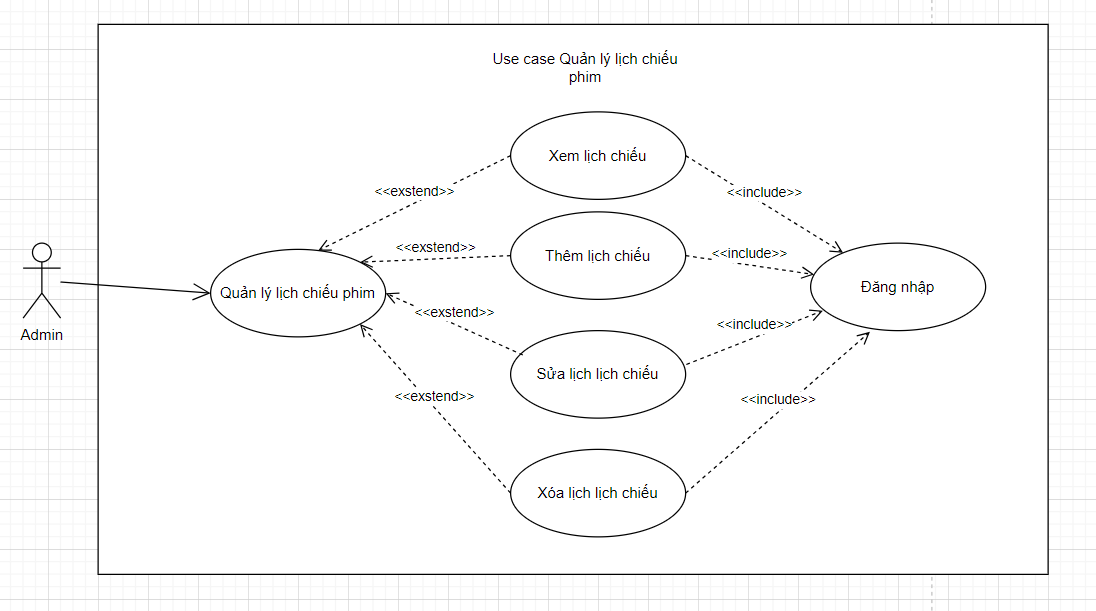 Use case Quản lý lịch chiếu
phim
Xem lịch chiếu
<<exstend>>
<<include>>
Thêm lịch chiếu
<<exstend>>
<<include>>
Quản lý lịch chiếu phim
Đăng nhập
<<exstend>>
<<include>>
Admin
Sửa lịch lịch chiếu
<<exstend>>
<<include>>
Xóa lịch lịch chiếu